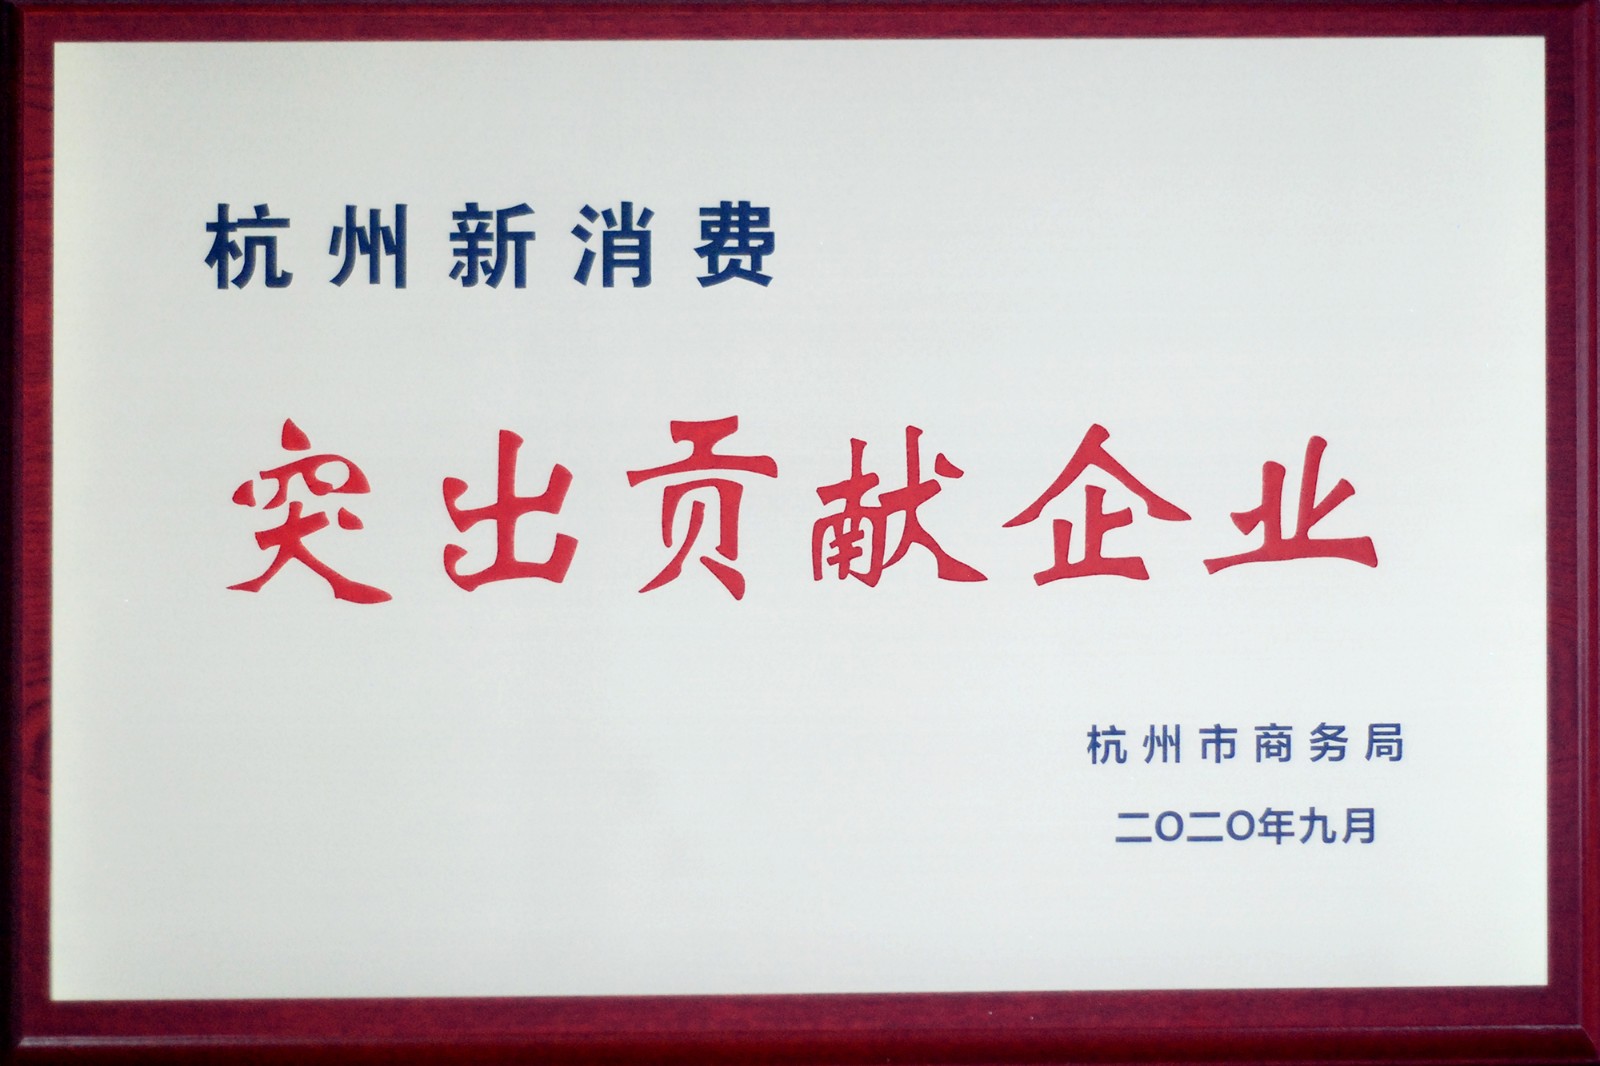 杭州新消费
突出贡献企业
杭州市商务局
二〇二〇年九月